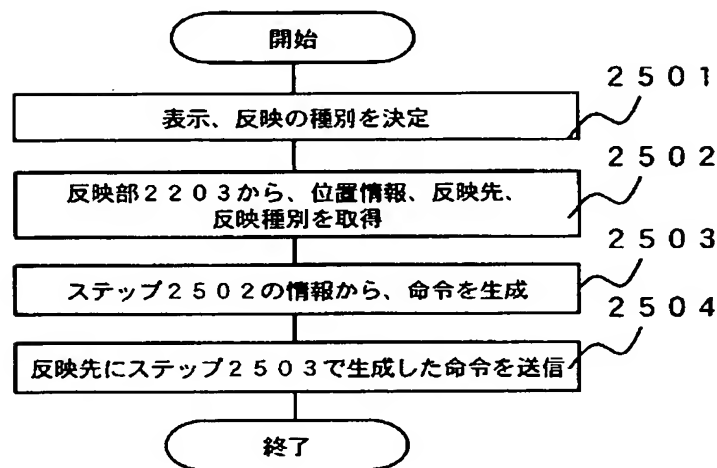 開始
２５０１
表示、反映の種別を決定
２５０２
反映部２２０３から、位置情報、反映先、
反映種別を取得
２５０３
ステップ２５０２の情報から、命令を生成
２５０４
反映先にステップ２５０３で生成した命令を送信
終了